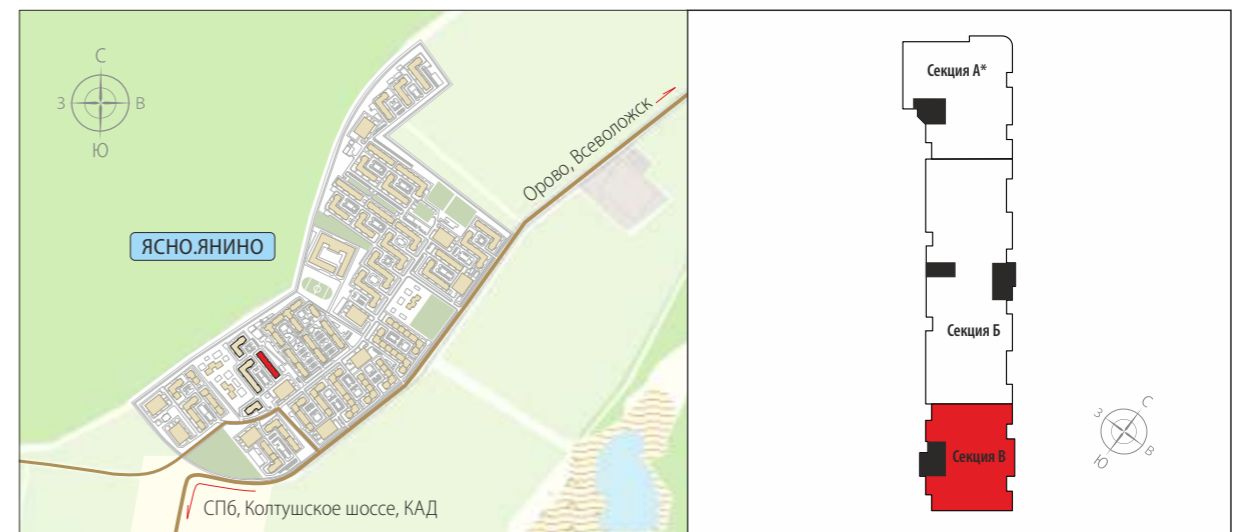 С
З
В
Ю
ЯСНО.ЯНИНО
Орово, Всеволожск
СПб, Колтушское шоссе, КАД
Секция А*
Секция Б
Секция В
С
З
В
Ю